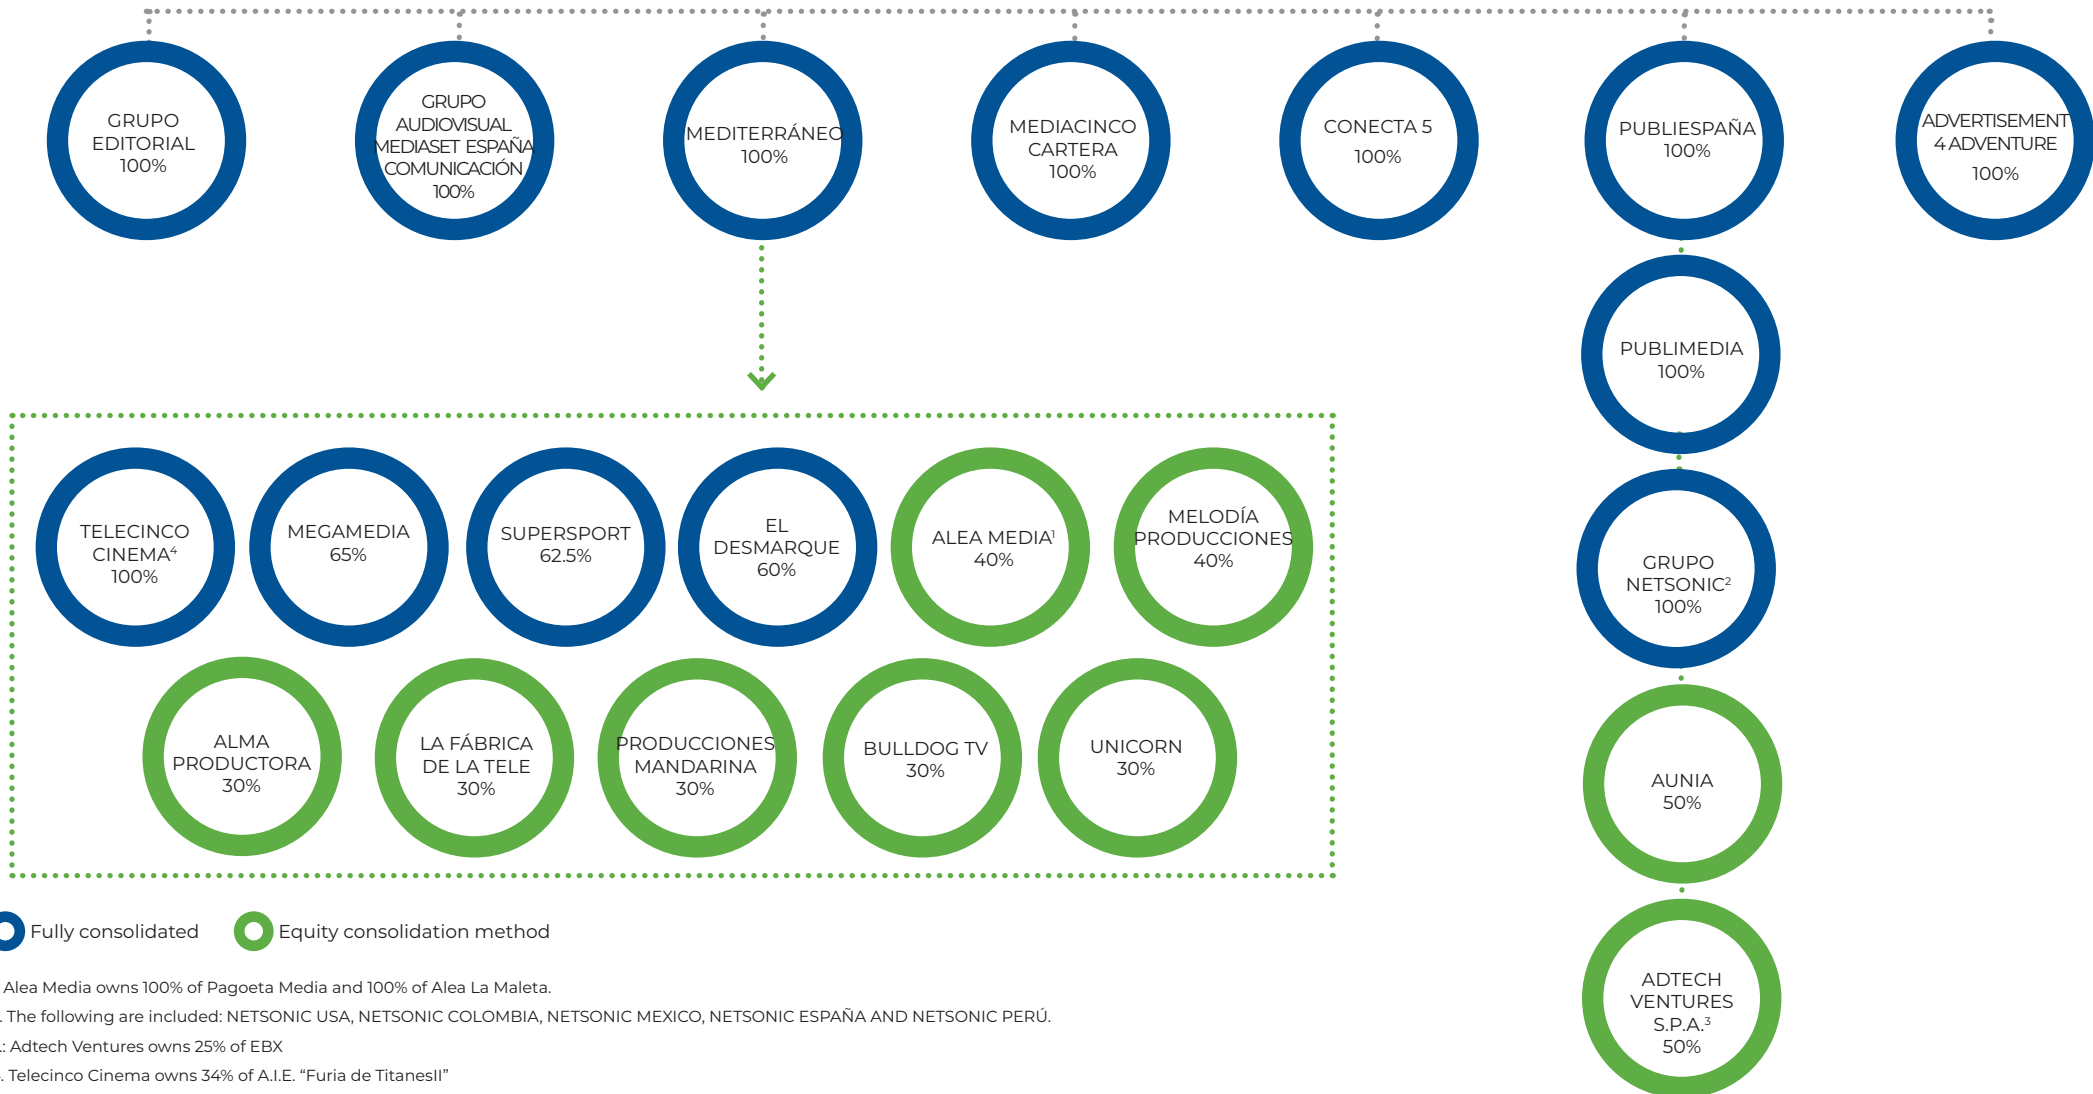 GRUPO
EDITORIAL
100%
GRUPO
AUDIOVISUAL
MEDIASET ESPAÑA
COMUNICACIÓN
100%
MEDITERRÁNEO
100%
MEDIACINCO
CARTERA
100%
CONECTA 5
100%
PUBLIESPAÑA
100%
ADVERTISEMENT
4 ADVENTURE
100%
PUBLIMEDIA
100%
GRUPO
NETSONIC²
100%
AUNIA
50%
ADTECH
VENTURES
S.P.A.³
50%
TELECINCO
CINEMA⁴
100%
MEGAMEDIA
65%
SUPERSPORT
62.5%
EL
DESMARQUE
60%
ALEA MEDIA¹
40%
MELODÍA
PRODUCCIONES
40%
ALMA
PRODUCTORA
30%
LA FÁBRICA
DE LA TELE
30%
PRODUCCIONES
MANDARINA
30%
BULLDOG TV
30%
UNICORN
30%
Fully consolidated
Equity consolidation method
Alea Media owns 100% of Pagoeta Media and 100% of Alea La Maleta.
. The following are included: NETSONIC USA, NETSONIC COLOMBIA, NETSONIC MEXICO, NETSONIC ESPAÑA AND NETSONIC PERÚ.
.: Adtech Ventures owns 25% of EBX
. Telecinco Cinema owns 34% of A.I.E. “Furia de TitanesII”